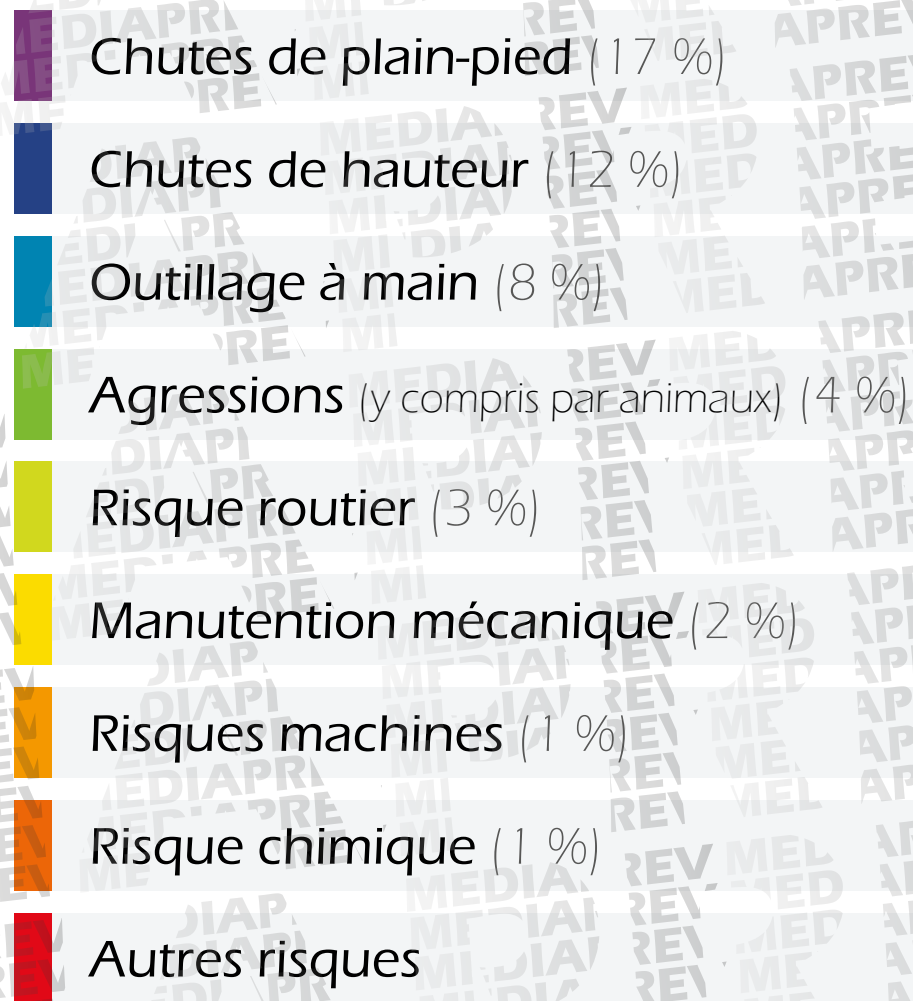 Chutes de plain-pied (17 %)
Chutes de hauteur (12 %)
Outillage à main (8 %)
Agressions (y compris par animaux) (4 %)
Risque routier (3 %)
Manutention mécanique (2 %)
Risques machines (1 %)
Risque chimique (1 %)
Autres risques